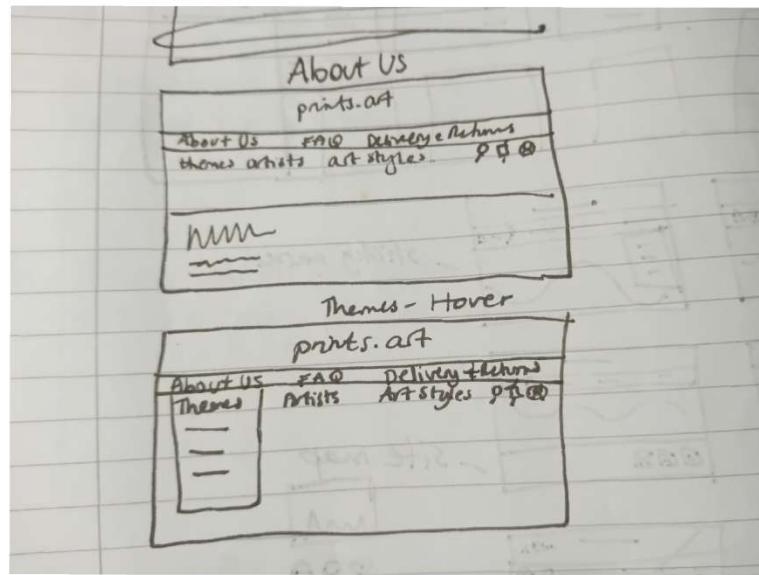 About Us
prints.art
About Us FAQ Delivery & Returns
themes artists art styles
Themes - Hover
prints.art
About Us FAQ Delivery + Returns
Themes Artists Art Styles